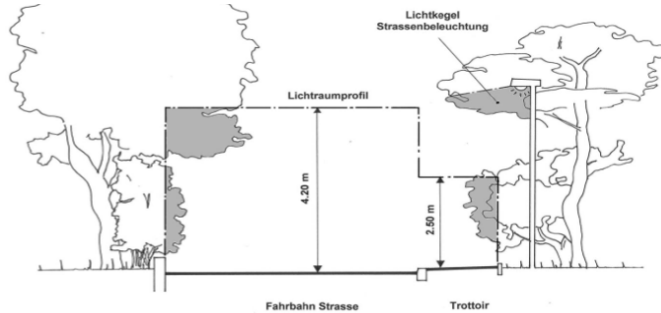 Lichtkegel
Strassenbeleuchtung
Lichtraumprofil
4.20 m
2.50 m
Fahrbahn Strasse
Trottoir